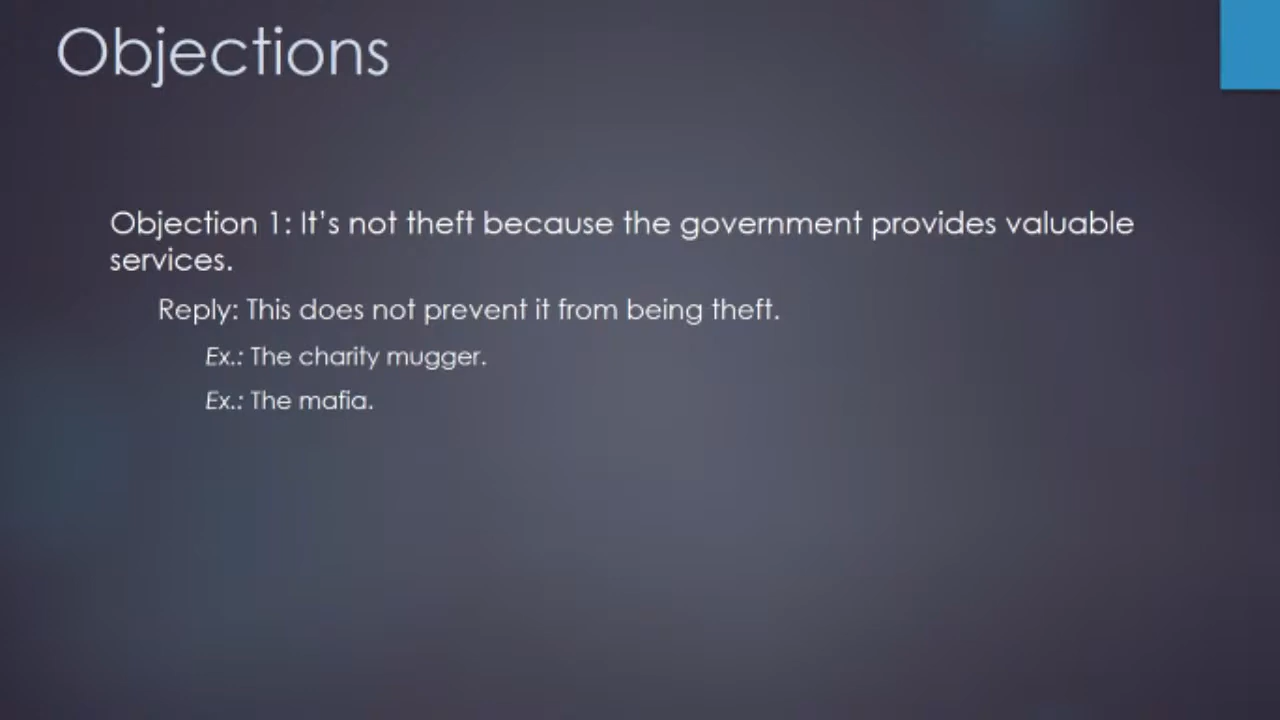 Objections
Objection 1: It’s not theft because the government provides valuable
services.
Reply: This does not prevent it from being theft.
Ex.: The charity mugger.
Ex.: The mafia.